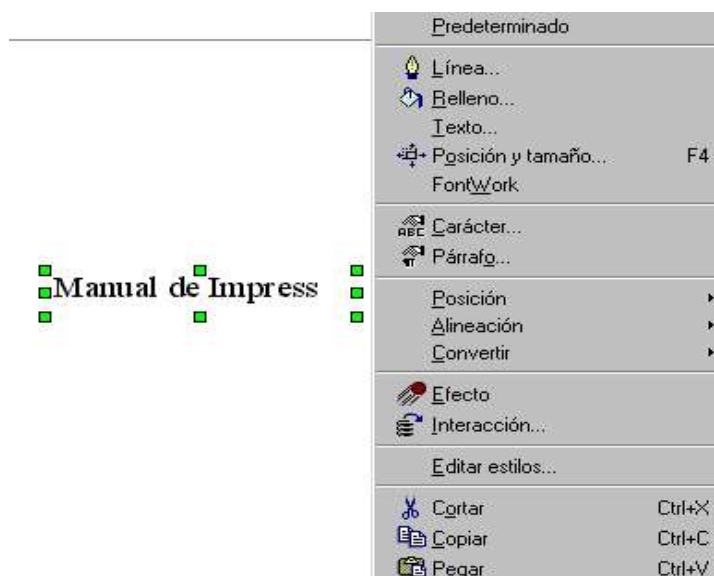 Predeterminado
Línea...
Relleno...
Texto...
Posición y tamaño... F4
FontWork
ABC Carácter...
Párrafo...
Manual de Impress
Posición
Alineación
Convertir
Efecto
Interacción...
Editar estilos...
Cortar Ctrl+X
Copiar Ctrl+C
Pegar Ctrl+V